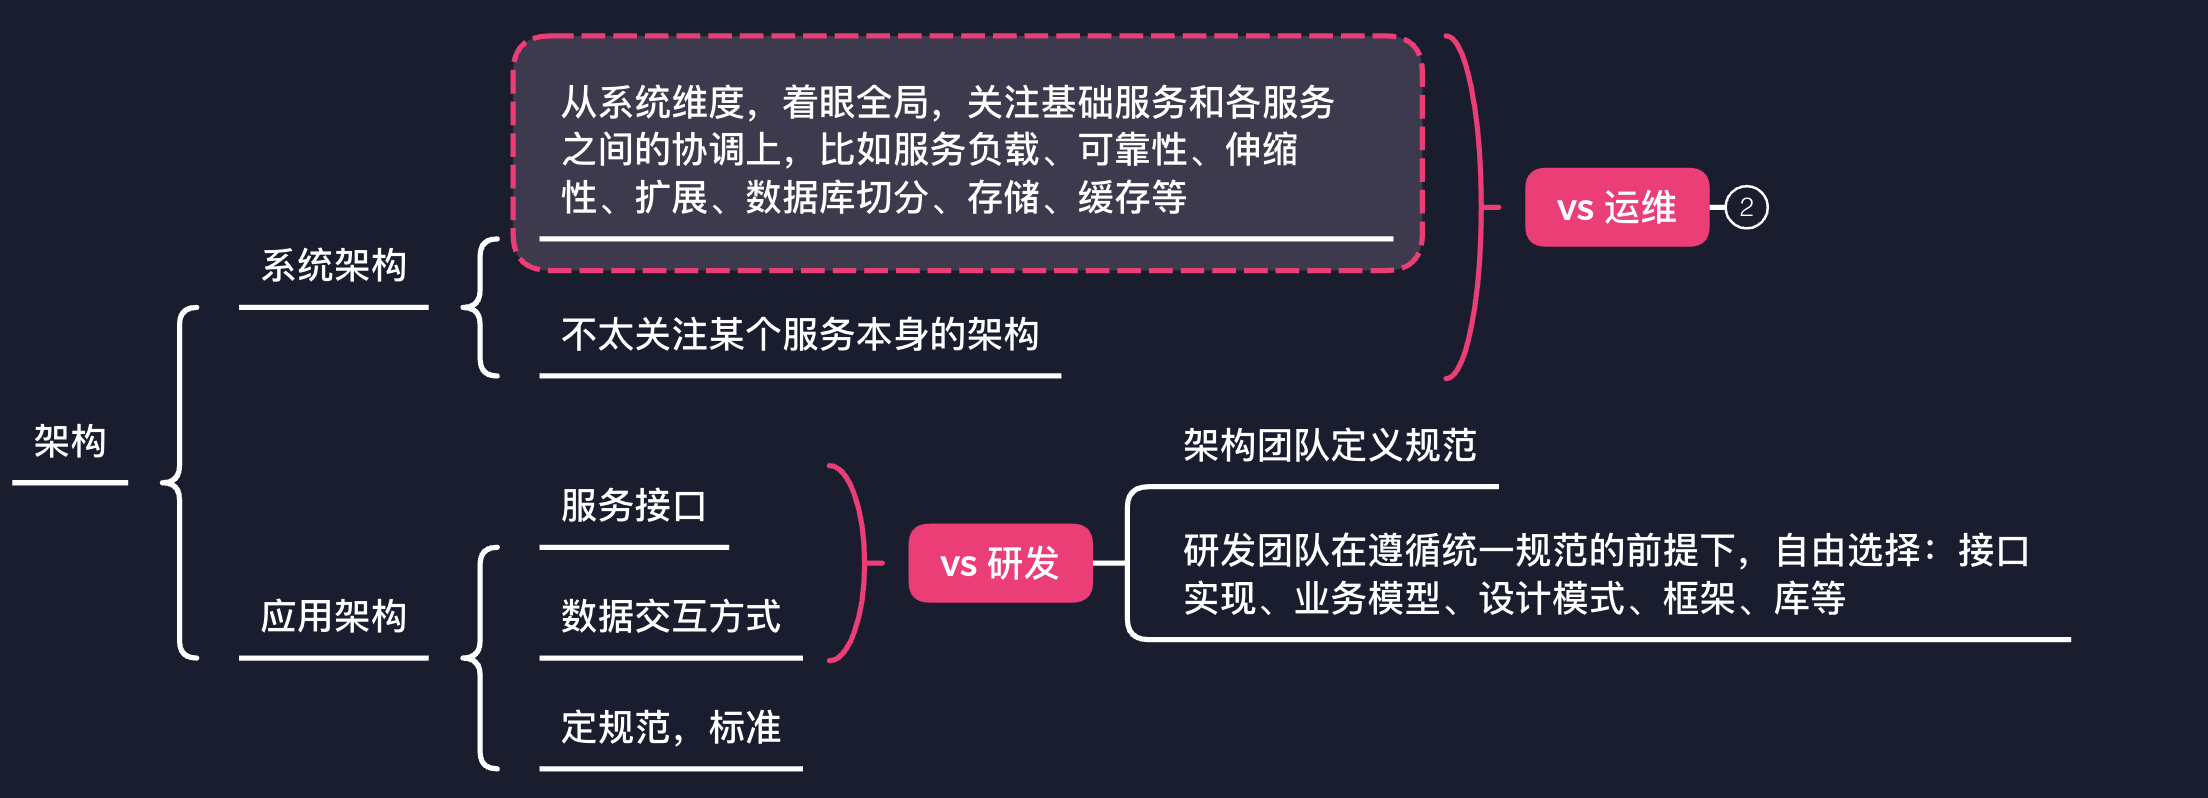 从系统维度，着眼全局，关注基础服务和各服务
之间的协调上，比如服务负载、可靠性、伸缩
性、扩展、数据库切分、存储、缓存等
vs 运维
2
系统架构
不太关注某个服务本身的架构
架构
架构团队定义规范
服务接口
vs 研发
研发团队在遵循统一规范的前提下，自由选择：接口
实现、业务模型、设计模式、框架、库等
应用架构
数据交互方式
定规范，标准